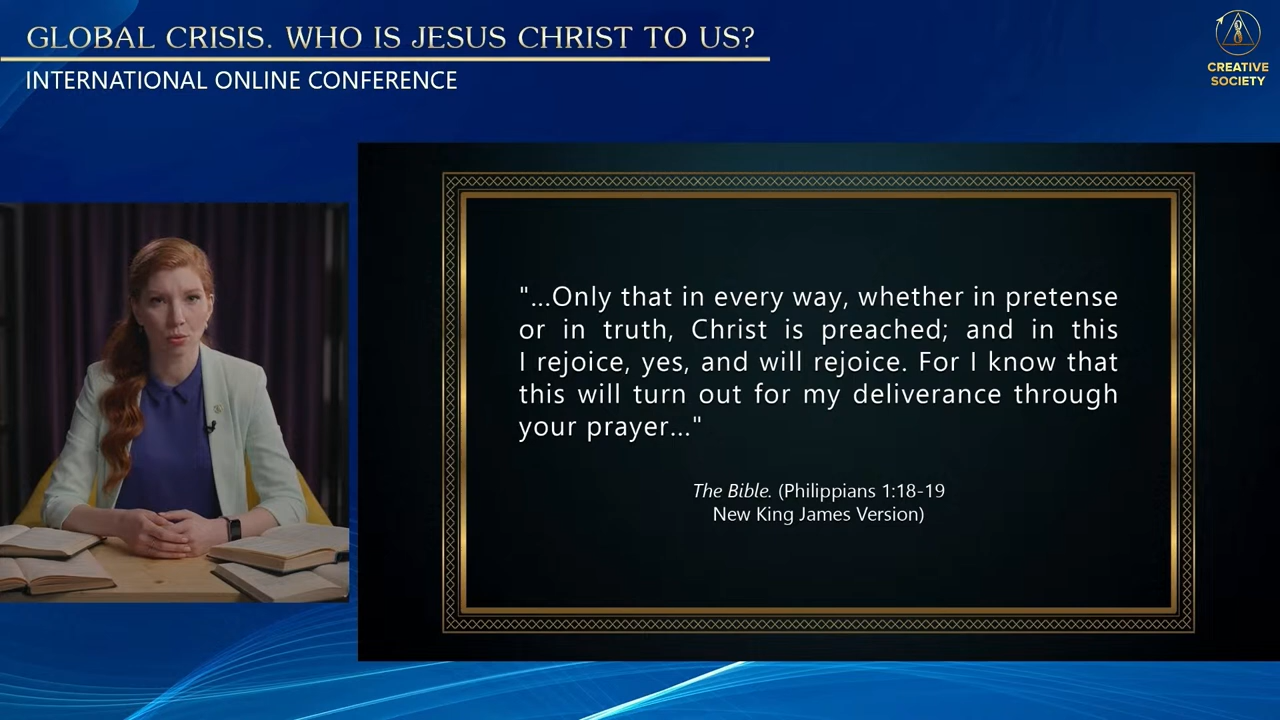 GLOBAL CRISIS. WHO IS JESUS CHRIST TO US?
INTERNATIONAL ONLINE CONFERENCE
CREATIVE
SOCIETY
"...Only that in every way, whether in pretense
or in truth, Christ is preached; and in this
I rejoice, yes, and will rejoice. For I know that
this will turn out for my deliverance through
your prayer..."
The Bible. (Philippians 1:18-19
New King James Version)